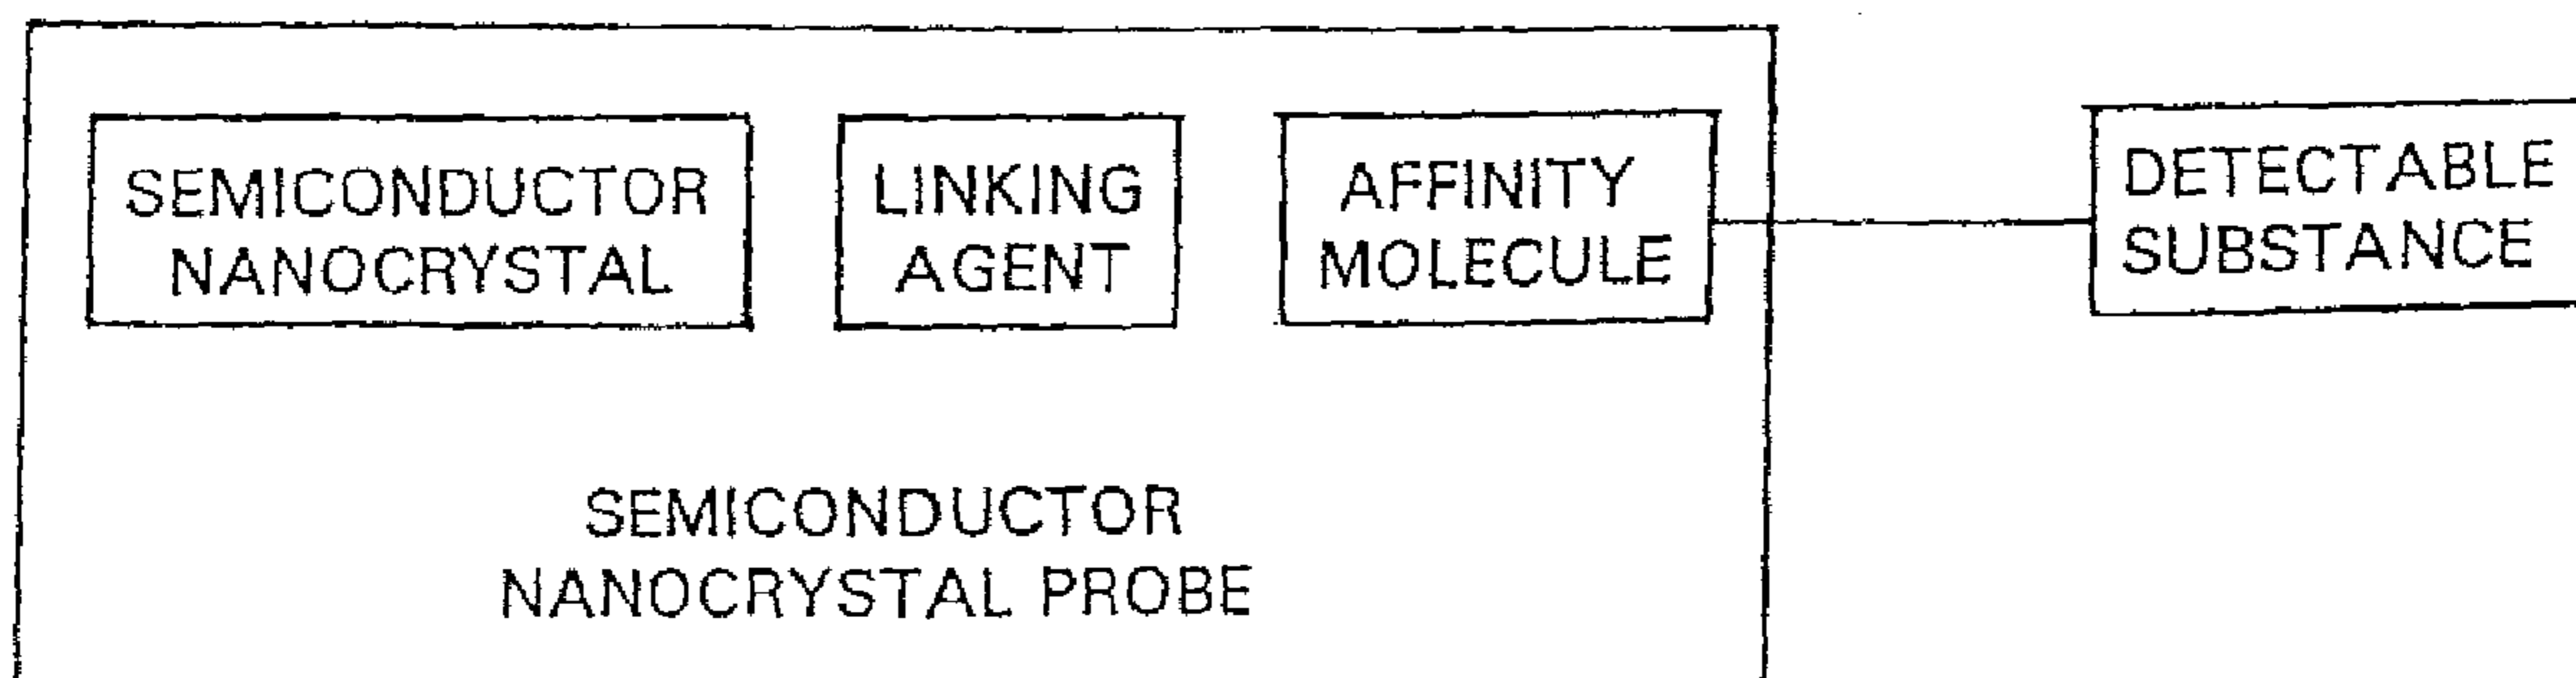 SEMICONDUCTOR
NANOCRYSTAL
LINKING
AGENT
AFFINITY
MOLECULE
DETECTABLE
SUBSTANCE
SEMICONDUCTOR
NANOCRYSTAL PROBE